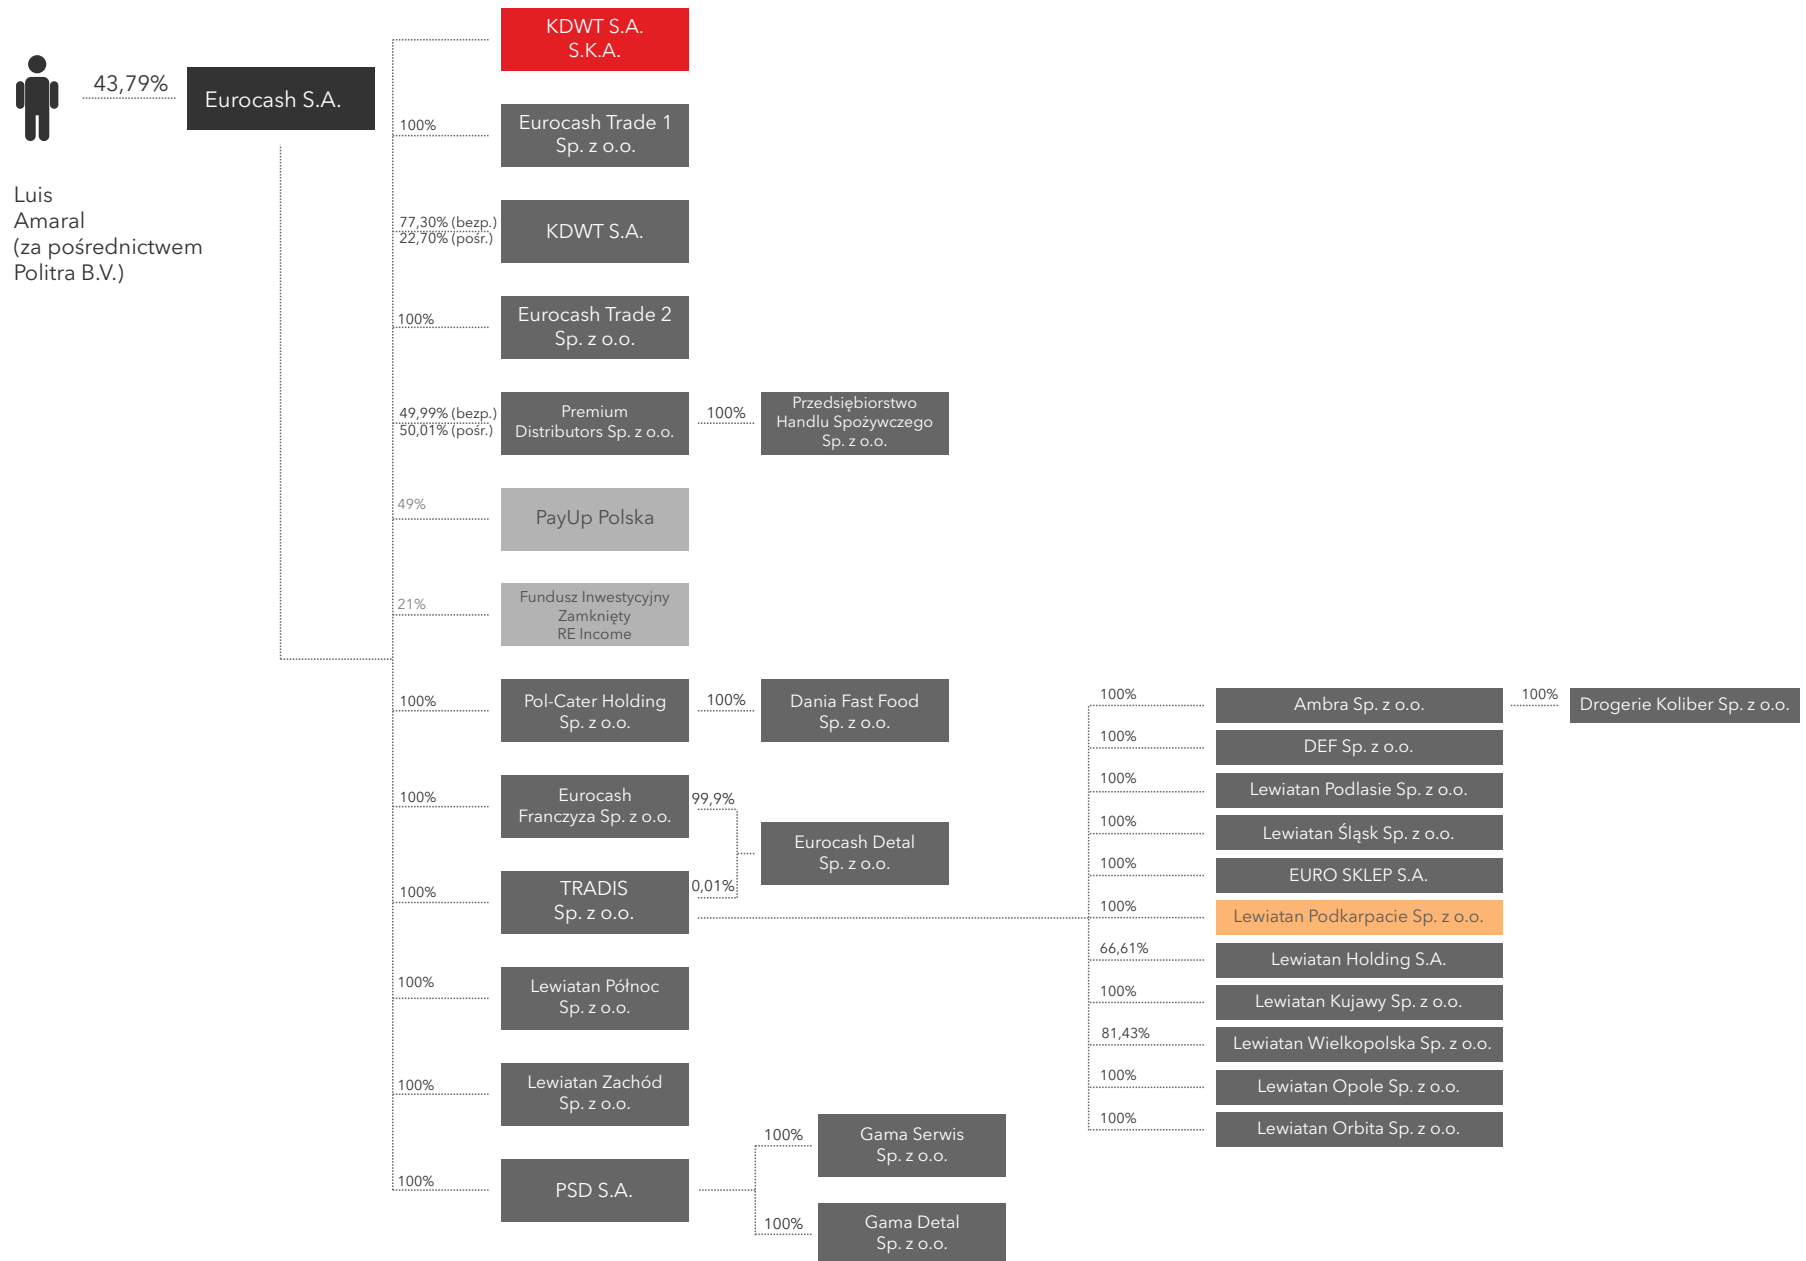 KDWT S.A.
S.K.A.
43,79%
Eurocash S.A.
Luis
Amaral
(za pośrednictwem
Politra B.V.)
100%
Eurocash Trade 1
Sp. z o.o.
77,30% (bezp.)
22,70% (pośr.)
KDWT S.A.
100%
Eurocash Trade 2
Sp. z o.o.
49,99% (bezp.)
50,01% (pośr.)
Premium
Distributors Sp. z o.o.
100%
Przedsiębiorstwo
Handlu Spożywczego
Sp. z o.o.
49%
PayUp Polska
21%
Fundusz Inwestycyjny
Zamknięty
RE Income
100%
Pol-Cater Holding
Sp. z o.o.
100%
Dania Fast Food
Sp. z o.o.
100%
Eurocash
Franczyza Sp. z o.o.
99,9%
Eurocash Detal
Sp. z o.o.
100%
TRADIS
Sp. z o.o.
0,01%
100%
Ambra Sp. z o.o.
100%
Drogerie Koliber Sp. z o.o.
100%
DEF Sp. z o.o.
100%
Lewiatan Podlasie Sp. z o.o.
100%
Lewiatan Śląsk Sp. z o.o.
100%
EURO SKLEP S.A.
100%
Lewiatan Podkarpacie Sp. z o.o.
66,61%
Lewiatan Holding S.A.
100%
Lewiatan Kujawy Sp. z o.o.
81,43%
Lewiatan Wielkopolska Sp. z o.o.
100%
Lewiatan Opole Sp. z o.o.
100%
Lewiatan Orbita Sp. z o.o.
100%
Lewiatan Północ
Sp. z o.o.
100%
Lewiatan Zachód
Sp. z o.o.
100%
PSD S.A.
100%
Gama Serwis
Sp. z o.o.
100%
Gama Detal
Sp. z o.o.